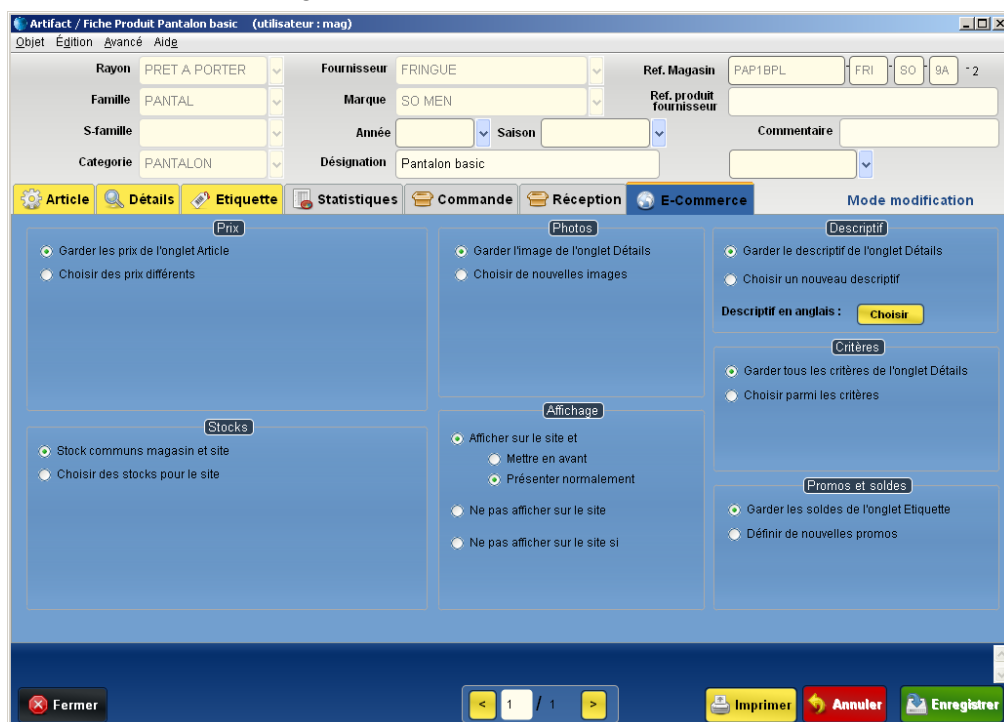 Artifact / Fiche Produit Pantalon basic (utilisateur : mag)
Objet Édition Avancé Aide
Rayon PRET A PORTER Fournisseur FRINGUE Ref. Magasin PAP1BPL - FRI - SO - 9A - 2
Famille PANTAL Marque SO MEN Ref. produit fournisseur
S-famille Année Saison Commentaire
Categorie PANTALON Désignation Pantalon basic
Article Détails Etiquette Statistiques Commande Réception E-Commerce Mode modification
Prix
Garder les prix de l'onglet Article
Choisir des prix différents
Photos
Garder l'image de l'onglet Détails
Choisir de nouvelles images
Descriptif
Garder le descriptif de l'onglet Détails
Choisir un nouveau descriptif
Descriptif en anglais : Choisir
Critères
Garder tous les critères de l'onglet Détails
Choisir parmi les critères
Stocks
Stock communs magasin et site
Choisir des stocks pour le site
Affichage
Afficher sur le site et
Mettre en avant
Présenter normalement
Ne pas afficher sur le site
Ne pas afficher sur le site si
Promos et soldes
Garder les soldes de l'onglet Etiquette
Définir de nouvelles promos
Fermer < 1 / 1 > Imprimer Annuler Enregistrer